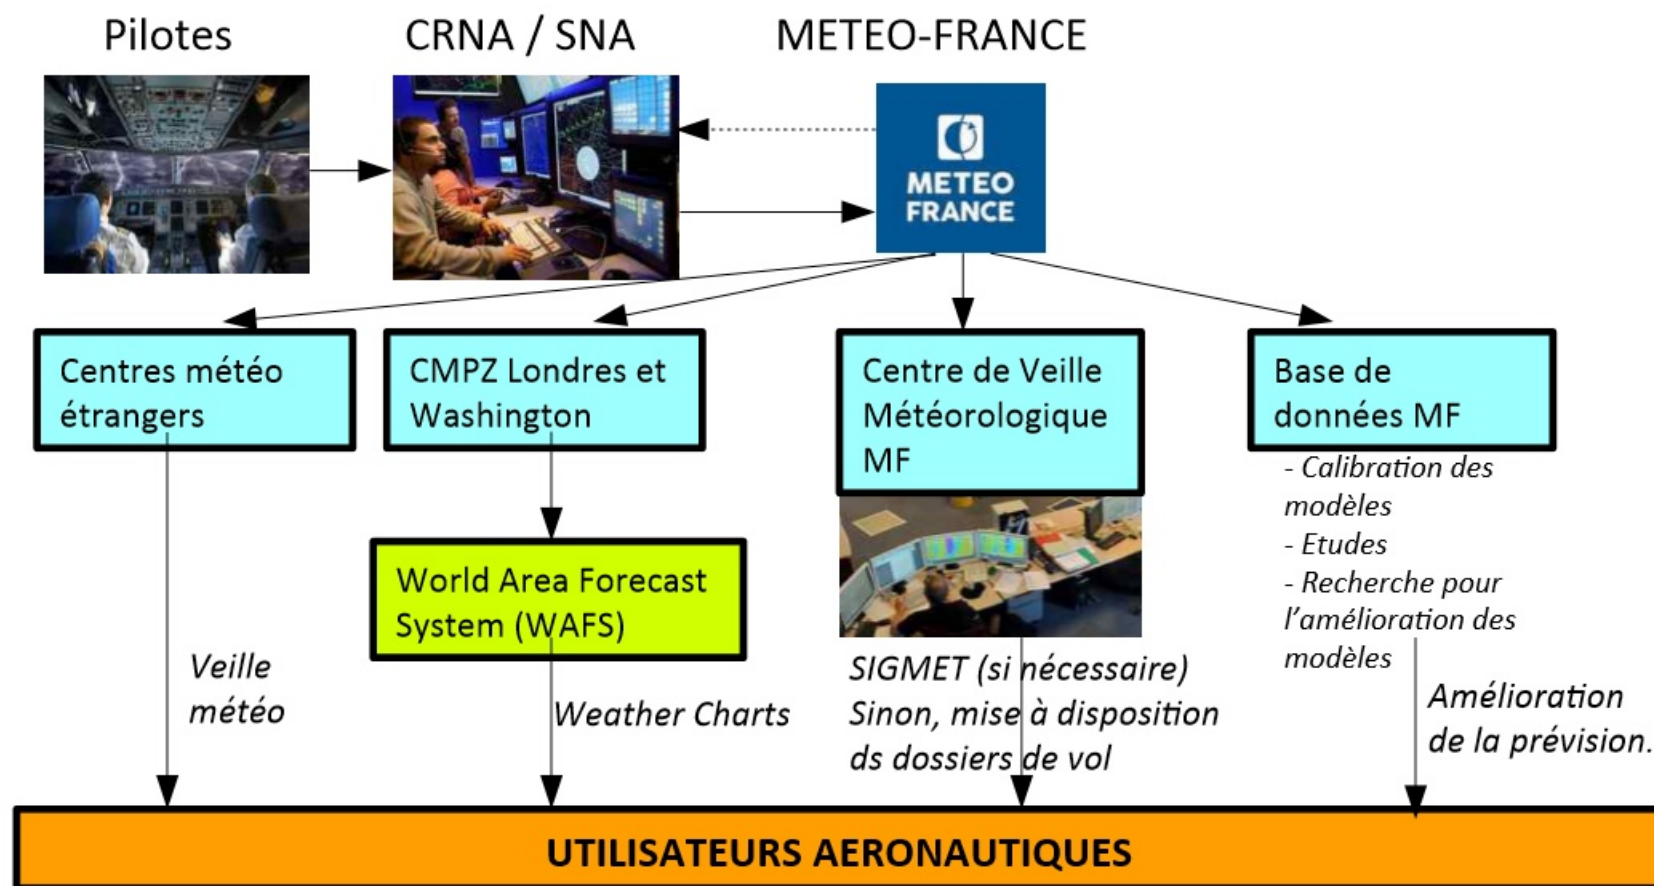 Pilotes
CRNA / SNA
METEO-FRANCE
METEO
FRANCE
Centres météo
étrangers
CMPZ Londres et
Washington
Centre de Veille
Météorologique
MF
Base de
données MF
- Calibration des
modèles
- Etudes
- Recherche pour
l’amélioration des
modèles
World Area Forecast
System (WAFS)
Veille
météo
Weather Charts
SIGMET (si nécessaire)
Sinon, mise à disposition
ds dossiers de vol
Amélioration
de la prévision.
UTILISATEURS AERONAUTIQUES